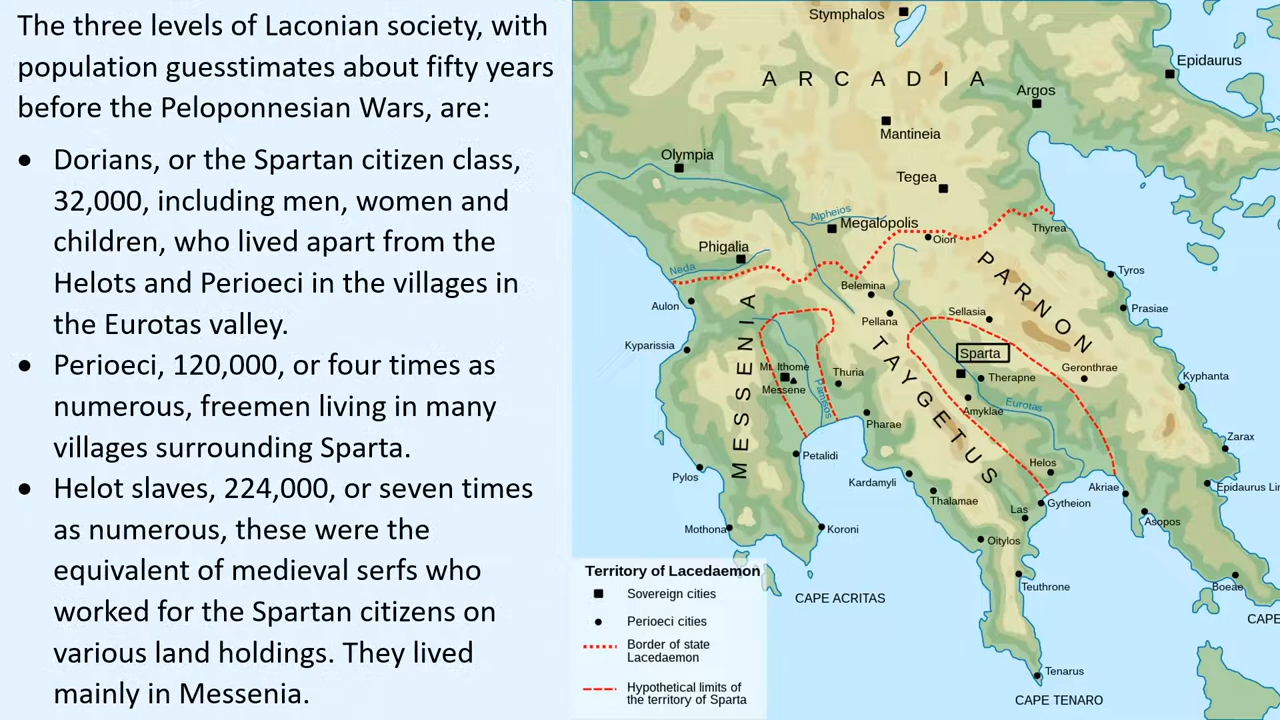 The three levels of Laconian society, with
population guesstimates about fifty years
before the Peloponnesian Wars, are:
• Dorians, or the Spartan citizen class,
32,000, including men, women and
children, who lived apart from the
Helots and Perioeci in the villages in
the Eurotas valley.
• Perioeci, 120,000, or four times as
numerous, freemen living in many
villages surrounding Sparta.
• Helot slaves, 224,000, or seven times
as numerous, these were the
equivalent of medieval serfs who
worked for the Spartan citizens on
various land holdings. They lived
mainly in Messenia.
Stymphalos
Epidaurus
ARCADIA
Argos
Mantineia
Olympia
Tegea
Alpheios
Megalopolis
Thyrea
Oion
Phigalia
Neda
PARNON
Tyros
Belemina
Aulon
Prasiae
Sellasia
Pellana
MESSENIA
TAYGETUS
Kyparissia
Sparta
Mt. Ithome
Messene
Thuria
Therapne
Geronthrae
Kyphanta
Pamisos
Eurotas
Amyklae
Pharae
Zarax
Petalidi
Helos
Pylos
Kardamyli
Akriae
Epidaurus Lim
Thalamae
Gytheion
Las
Asopos
Mothona
Koroni
Oitylos
Teuthrone
Boeae
CAPE ACRITAS
CAPE
Tenarus
CAPE TENARO
Territory of Lacedaemon
Sovereign cities
Perioeci cities
Border of state
Lacedaemon
Hypothetical limits of
the territory of Sparta